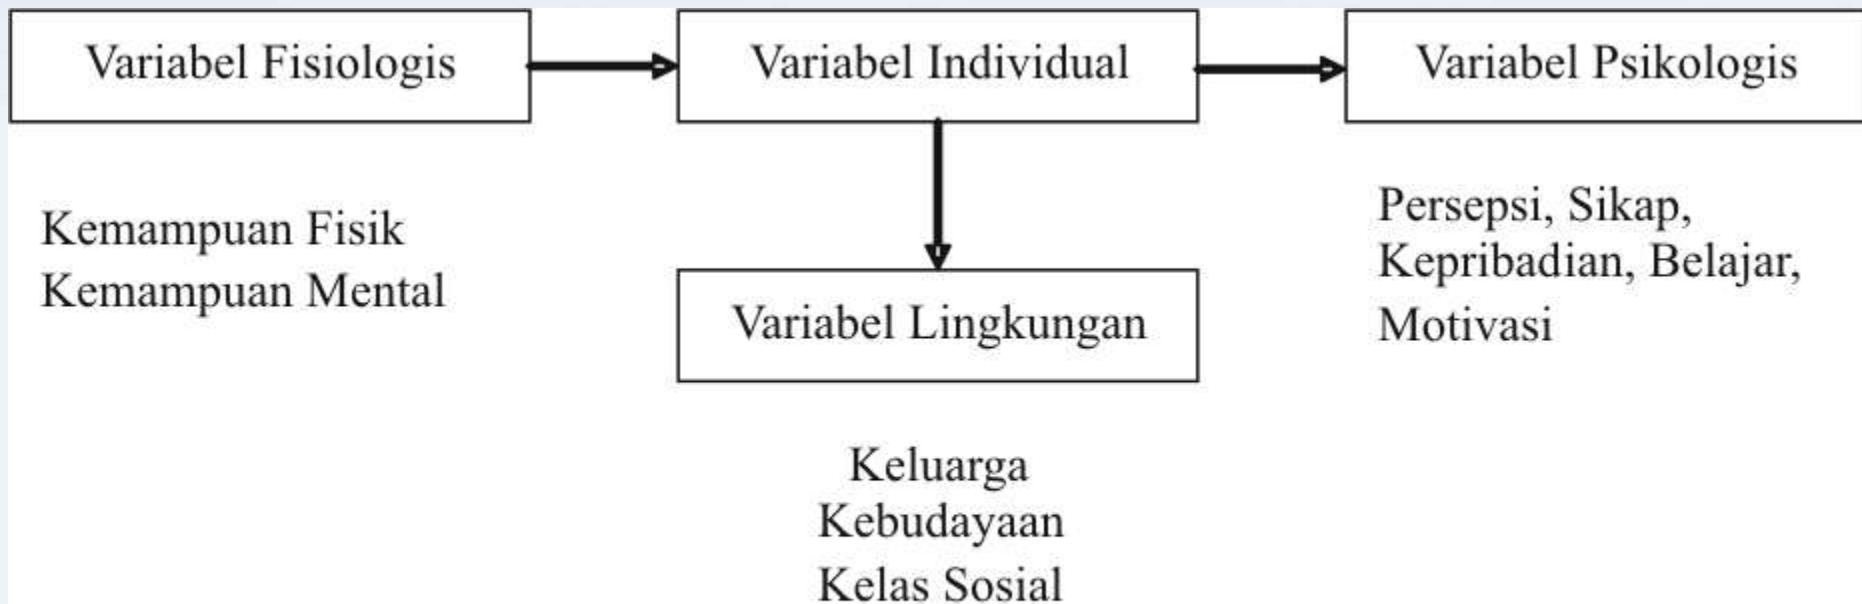 Variabel Fisiologis
Variabel Individual
Variabel Psikologis
Kemampuan Fisik
Kemampuan Mental
Persepsi, Sikap,
Kepribadian, Belajar,
Motivasi
Variabel Lingkungan
Keluarga
Kebudayaan
Kelas Sosial